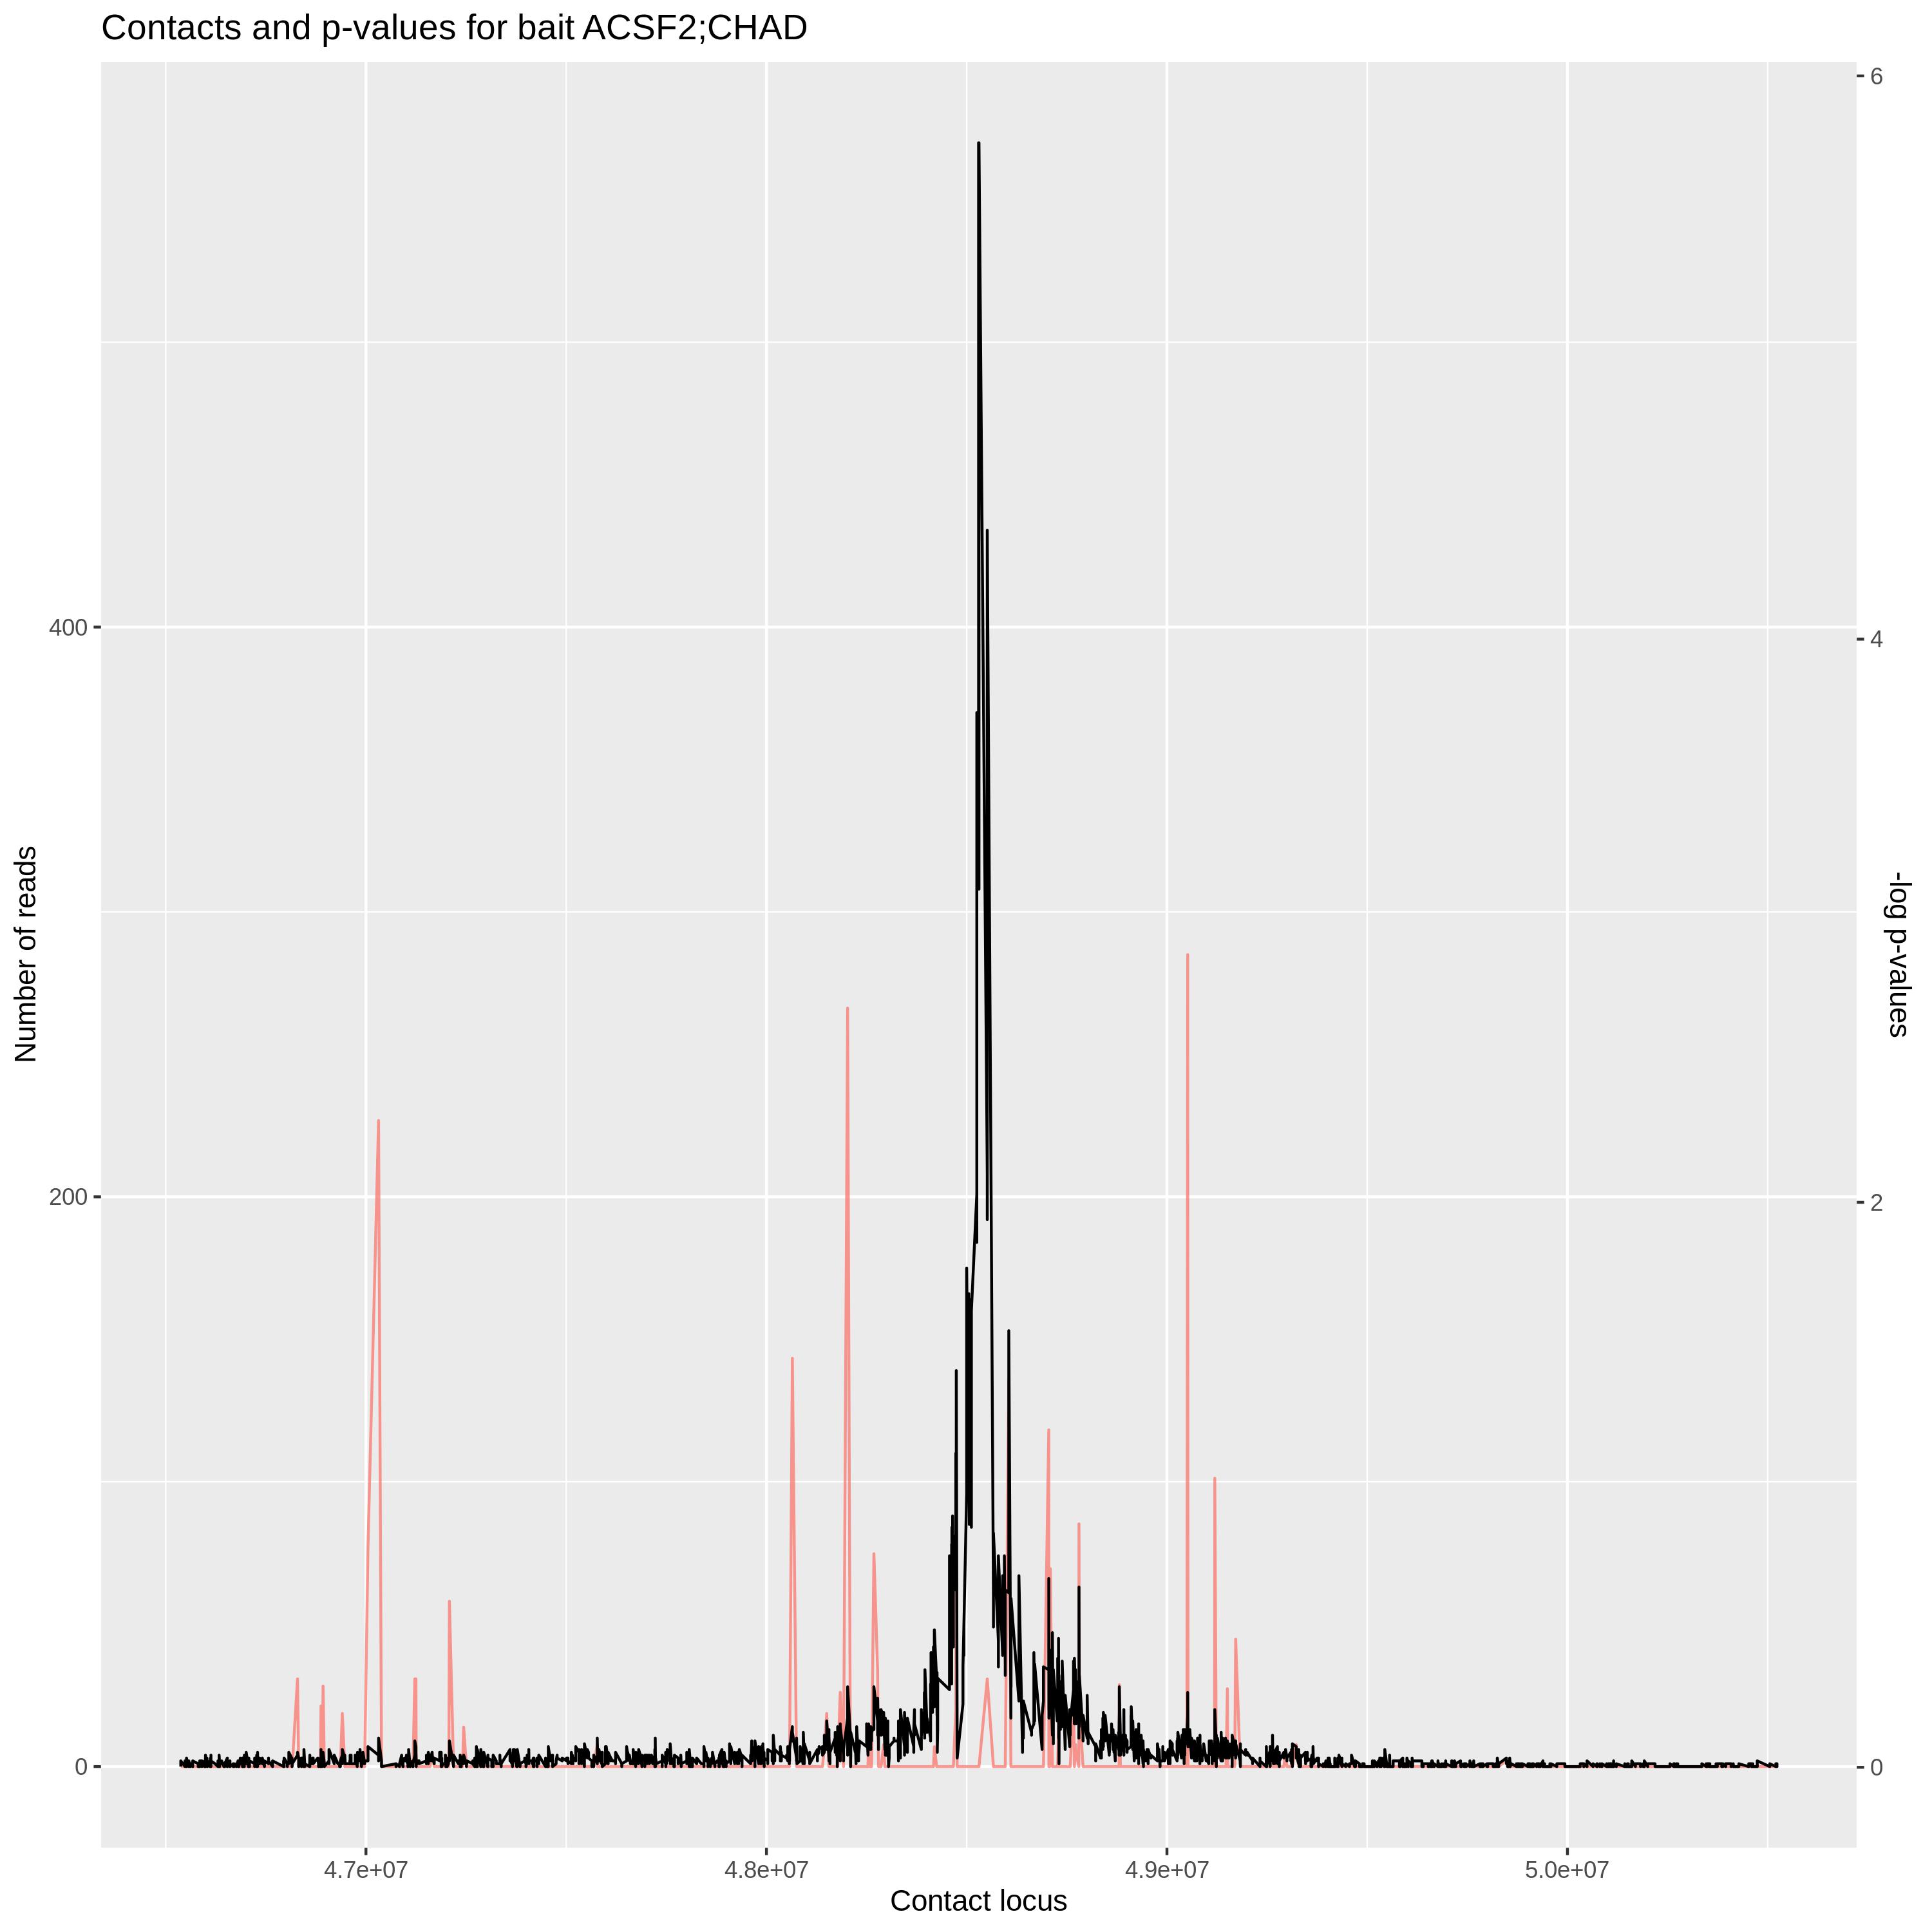 Contacts and p-values for bait ACSF2;CHAD
Number of reads
400
200
0
6
4
2
0
-log p-values
4.7e+07
4.8e+07
4.9e+07
5.0e+07
Contact locus